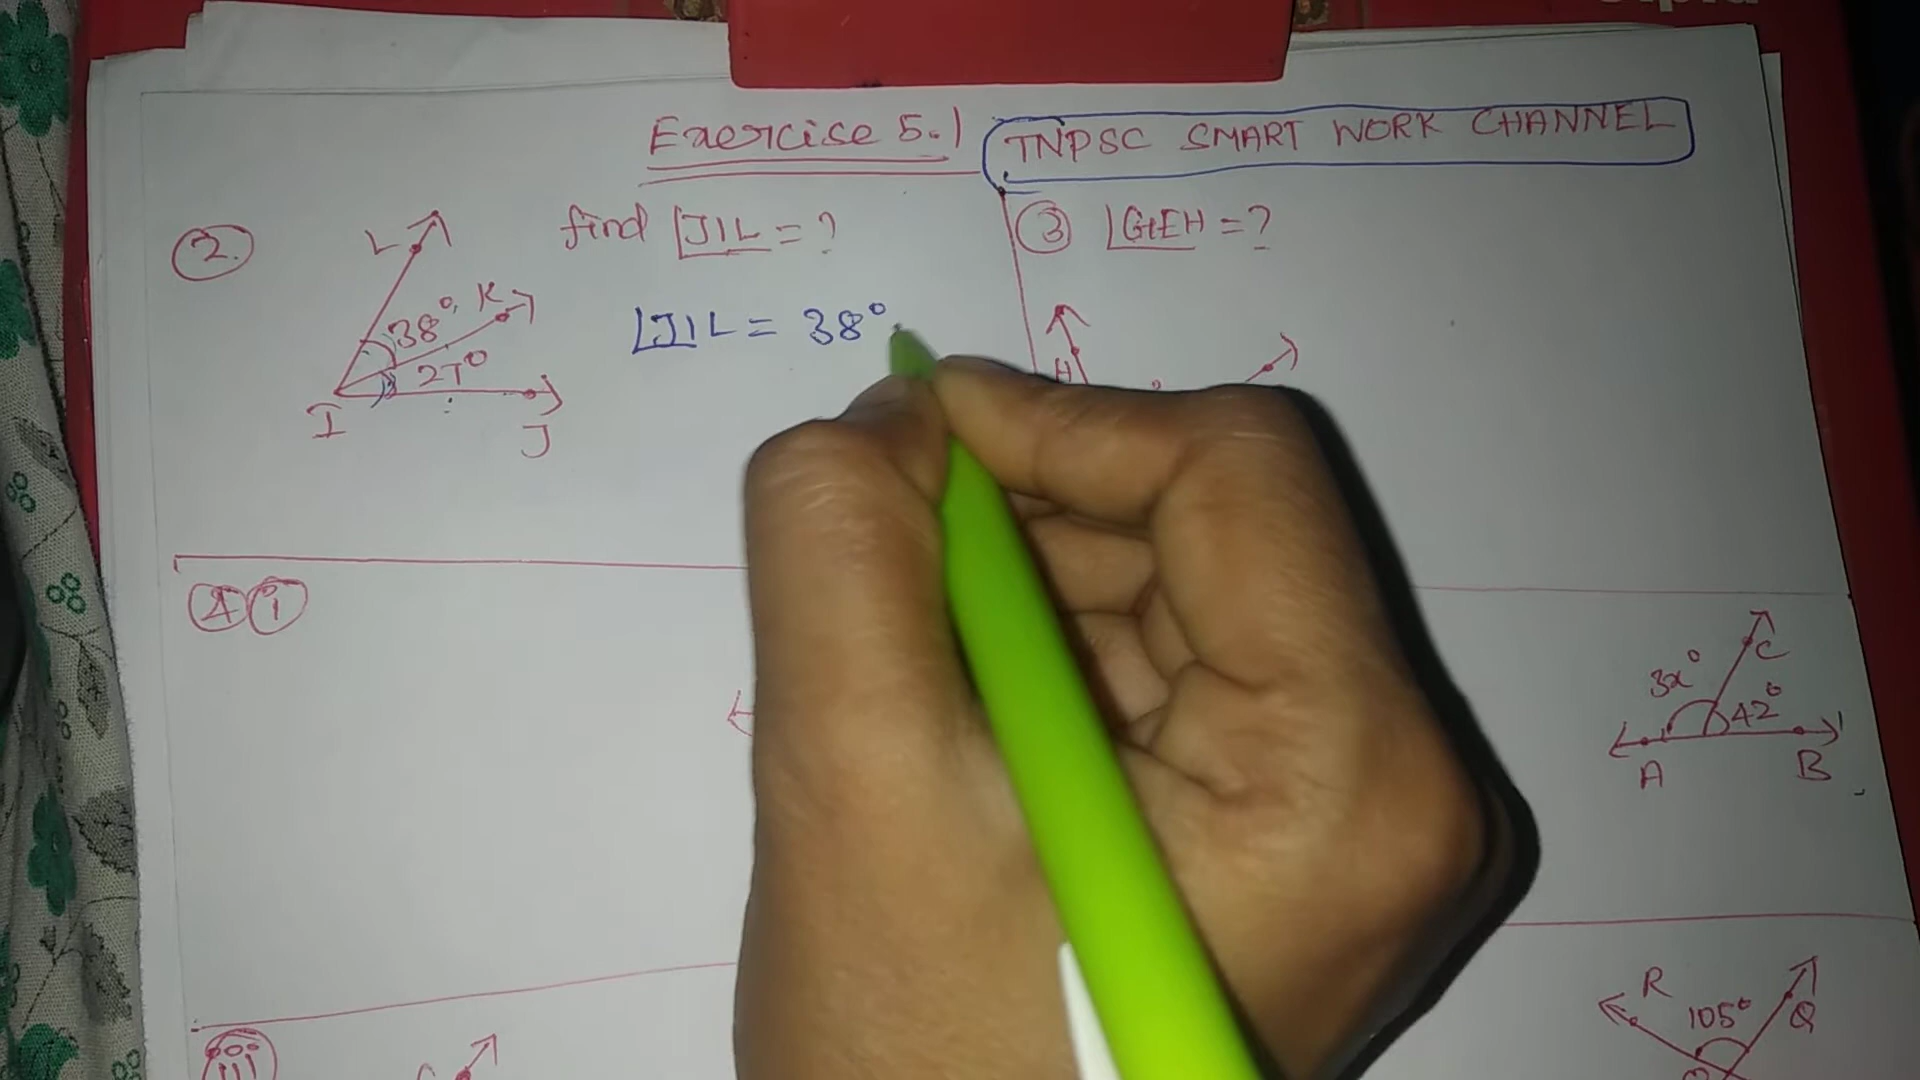 Exercise 5.1
TNPSC SMART WORK CHANNEL
2.
L
K
38°
27°
I
J
find ∠JIL = ?
∠JIL = 38°
3
∠GEH = ?
H
4 i
3x°
C
42°
A
B
iii
R
105°
Q